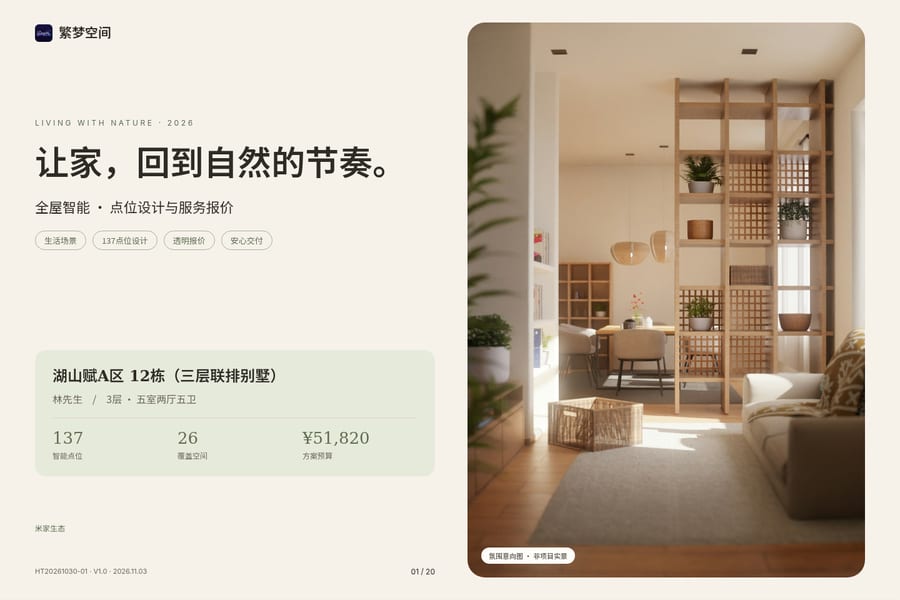 繁梦空间
LIVING WITH NATURE · 2026
让家，回到自然的节奏。
全屋智能 · 点位设计与服务报价
生活场景 137点位设计 透明报价 安心交付
湖山赋A区 12栋（三层联排别墅）
林先生 / 3层 · 五室两厅五卫
137 26 ¥51,820
智能点位 覆盖空间 方案预算
米家生态
HT20261030-01 · V1.0 · 2026.11.03
01 / 20
氛围意向图 · 非项目实景